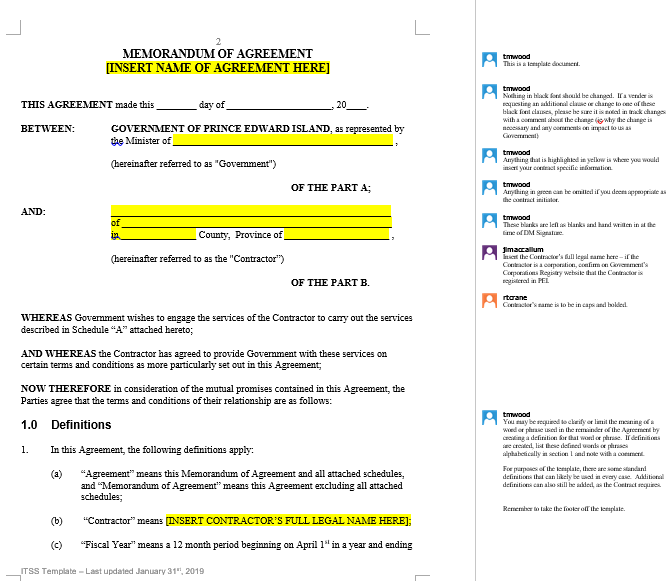 2
MEMORANDUM OF AGREEMENT
[INSERT NAME OF AGREEMENT HERE]
THIS AGREEMENT made this ________ day of _____________________, 20____.
BETWEEN: GOVERNMENT OF PRINCE EDWARD ISLAND, as represented by
the Minister of ____________________________________________ ,
(hereinafter referred to as "Government")
OF THE PART A;
AND: ________________________________________________________
of ______________________________________________________
in_______________ County, Province of _____________________ ,
(hereinafter referred to as the "Contractor")
OF THE PART B.
WHEREAS Government wishes to engage the services of the Contractor to carry out the services
described in Schedule “A” attached hereto;
AND WHEREAS the Contractor has agreed to provide Government with these services on
certain terms and conditions as more particularly set out in this Agreement;
NOW THEREFORE in consideration of the mutual promises contained in this Agreement, the
Parties agree that the terms and conditions of their relationship are as follows:
1.0 Definitions
1. In this Agreement, the following definitions apply:
(a) “Agreement” means this Memorandum of Agreement and all attached schedules,
and “Memorandum of Agreement” means this Agreement excluding all attached
schedules;
(b) “Contractor” means [INSERT CONTRACTOR’S FULL LEGAL NAME HERE];
(c) “Fiscal Year” means a 12 month period beginning on April 1st in a year and ending
ITSS Template – Last updated January 31st, 2019
tmwood
This is a template document.
tmwood
Nothing in black font should be changed. If a vender is
requesting an additional clause or change to one of these
black font clauses, please be sure it is noted in track changes
with a comment about the change (ie why the change is
necessary and any comments on impact to us as
Government)
tmwood
Anything that is highlighted in yellow is where you would
insert your contract specific information.
tmwood
Anything in green can be omitted if you deem appropriate as
the contract initiator.
tmwood
These blanks are left as blanks and hand written in at the
time of DM Signature.
jlmaccallum
Insert the Contractor’s full legal name here – if the
Contractor is a corporation, confirm on Government’s
Corporations Registry website that the Contractor is
registered in PEI.
rtcrane
Contractor’s name is to be in caps and bolded.
tmwood
You may be required to clarify or limit the meaning of a
word or phrase used in the remainder of the Agreement by
creating a definition for that word or phrase. If definitions
are created, list these defined words or phrases
alphabetically in section 1 and note with a comment.
For purposes of the template, there are some standard
definitions that can likely be used in every case. Additional
definitions can also still be added, as the Contract requires.
Remember to take the footer off the template.